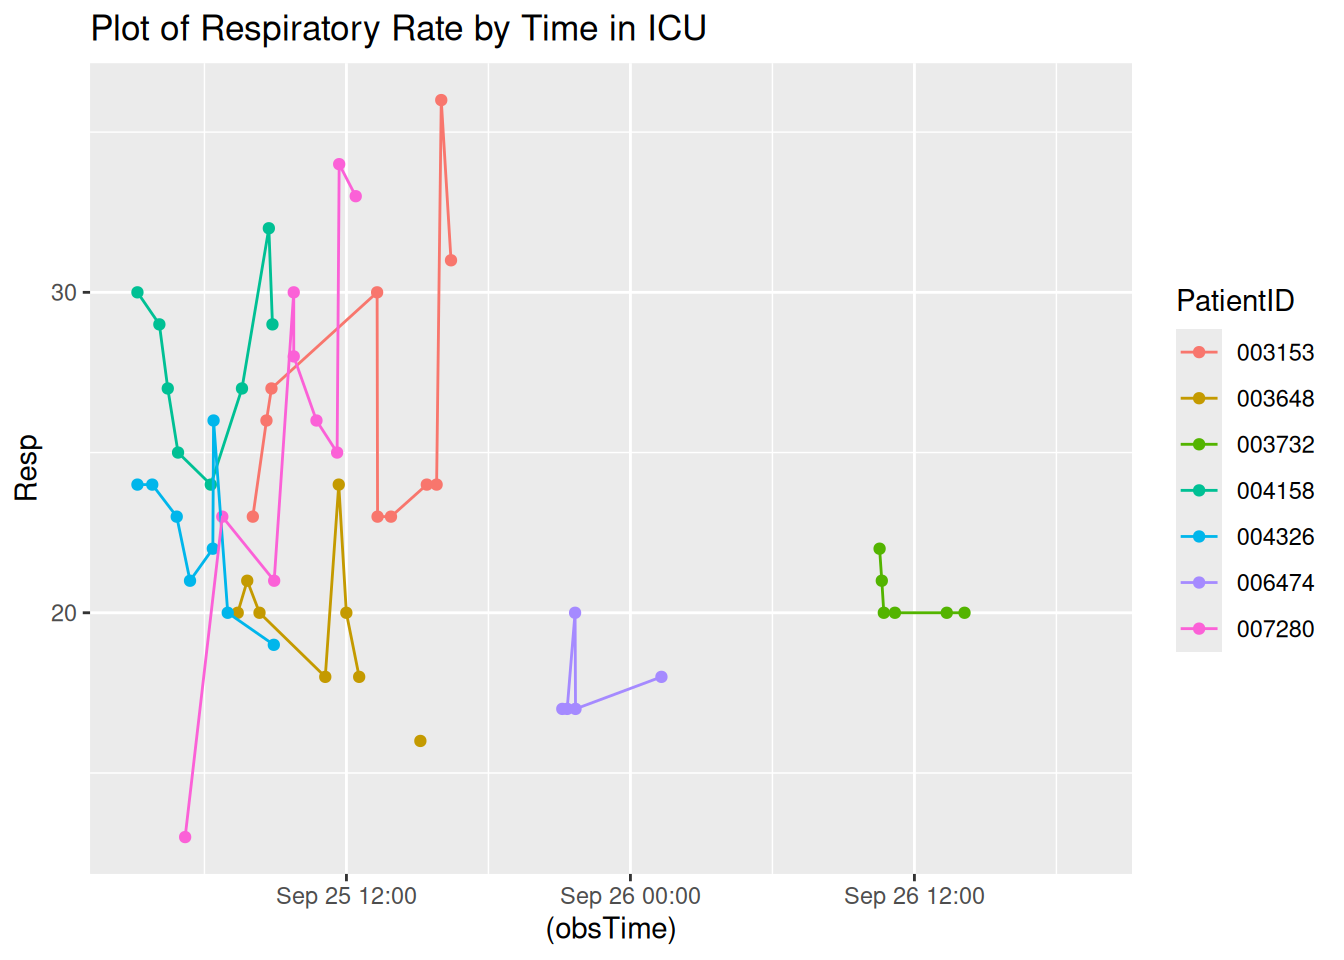 Plot of Respiratory Rate by Time in ICU
Resp
30
20
Sep 25 12:00
Sep 26 00:00
Sep 26 12:00
(obsTime)
PatientID
003153
003648
003732
004158
004326
006474
007280